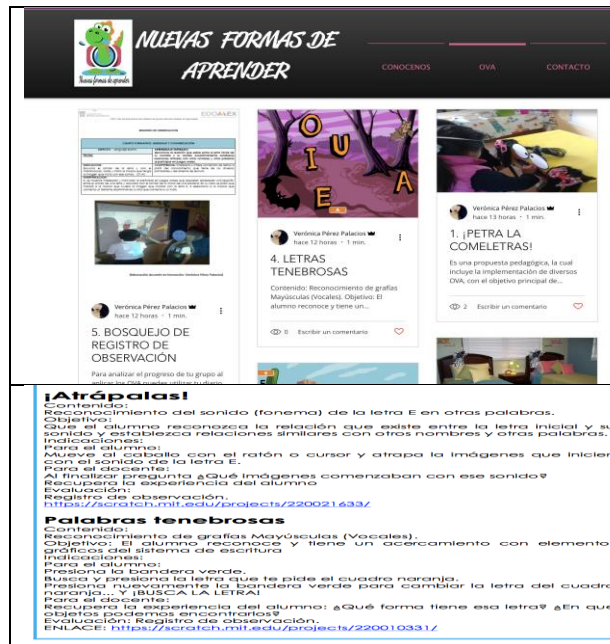 NUEVAS FORMAS DE
APRENDER
Nuevas formas de aprender
CONOCENOS
OVA
CONTACTO
Verónica Pérez Palacios
hace 12 horas · 1 min.
5. BOSQUEJO DE
REGISTRO DE
OBSERVACIÓN
Para analizar el progreso de tu grupo al
aplicar los OVA puedes utilizar tu diario
O U
I E A
Verónica Pérez Palacios
hace 12 horas · 1 min.
4. LETRAS
TENEBROSAS
Contenido: Reconocimiento de grafías
Mayúsculas (Vocales). Objetivo: El
alumno reconoce y tiene un...
0 Escribir un comentario
Verónica Pérez Palacios
hace 13 horas · 1 min.
1. ¡PETRA LA
COMELETRAS!
Es una propuesta pedagógica, la cual
incluye la implementación de diversos
OVA, con el objetivo principal de...
2 Escribir un comentario
¡Atrápalas!
Contenido:
Reconocimiento del sonido (fonema) de la letra E en otras palabras.
Objetivo:
Que el alumno reconozca la relación que existe entre la letra inicial y su
sonido y establezca relaciones similares con otros nombres y otras palabras.
Indicaciones:
Para el alumno:
Mueve al caballo con el ratón o cursor y atrapa la imágenes que inicien
con el sonido de la letra E.
Para el docente:
Al finalizar pregunta ¿Qué imágenes comenzaban con ese sonido?
Recupera la experiencia del alumno
Evaluación:
Registro de observación.
https://scratch.mit.edu/projects/220021633/
Palabras tenebrosas
Contenido:
Reconocimiento de grafías Mayúsculas (Vocales).
Objetivo: El alumno reconoce y tiene un acercamiento con elemento
gráficos del sistema de escritura
Indicaciones:
Para el alumno:
Presiona la bandera verde.
Busca y presiona la letra que te pide el cuadro naranja.
Presiona nuevamente la bandera verde para cambiar la letra del cuadro
naranja... Y ¡BUSCA LA LETRA!
Para el docente:
Recupera la experiencia del alumno: ¿Qué forma tiene esa letra? ¿En que
objetos podemos encontrarlos?
Evaluación: Registro de observación.
ENLACE: https://scratch.mit.edu/projects/220010331/